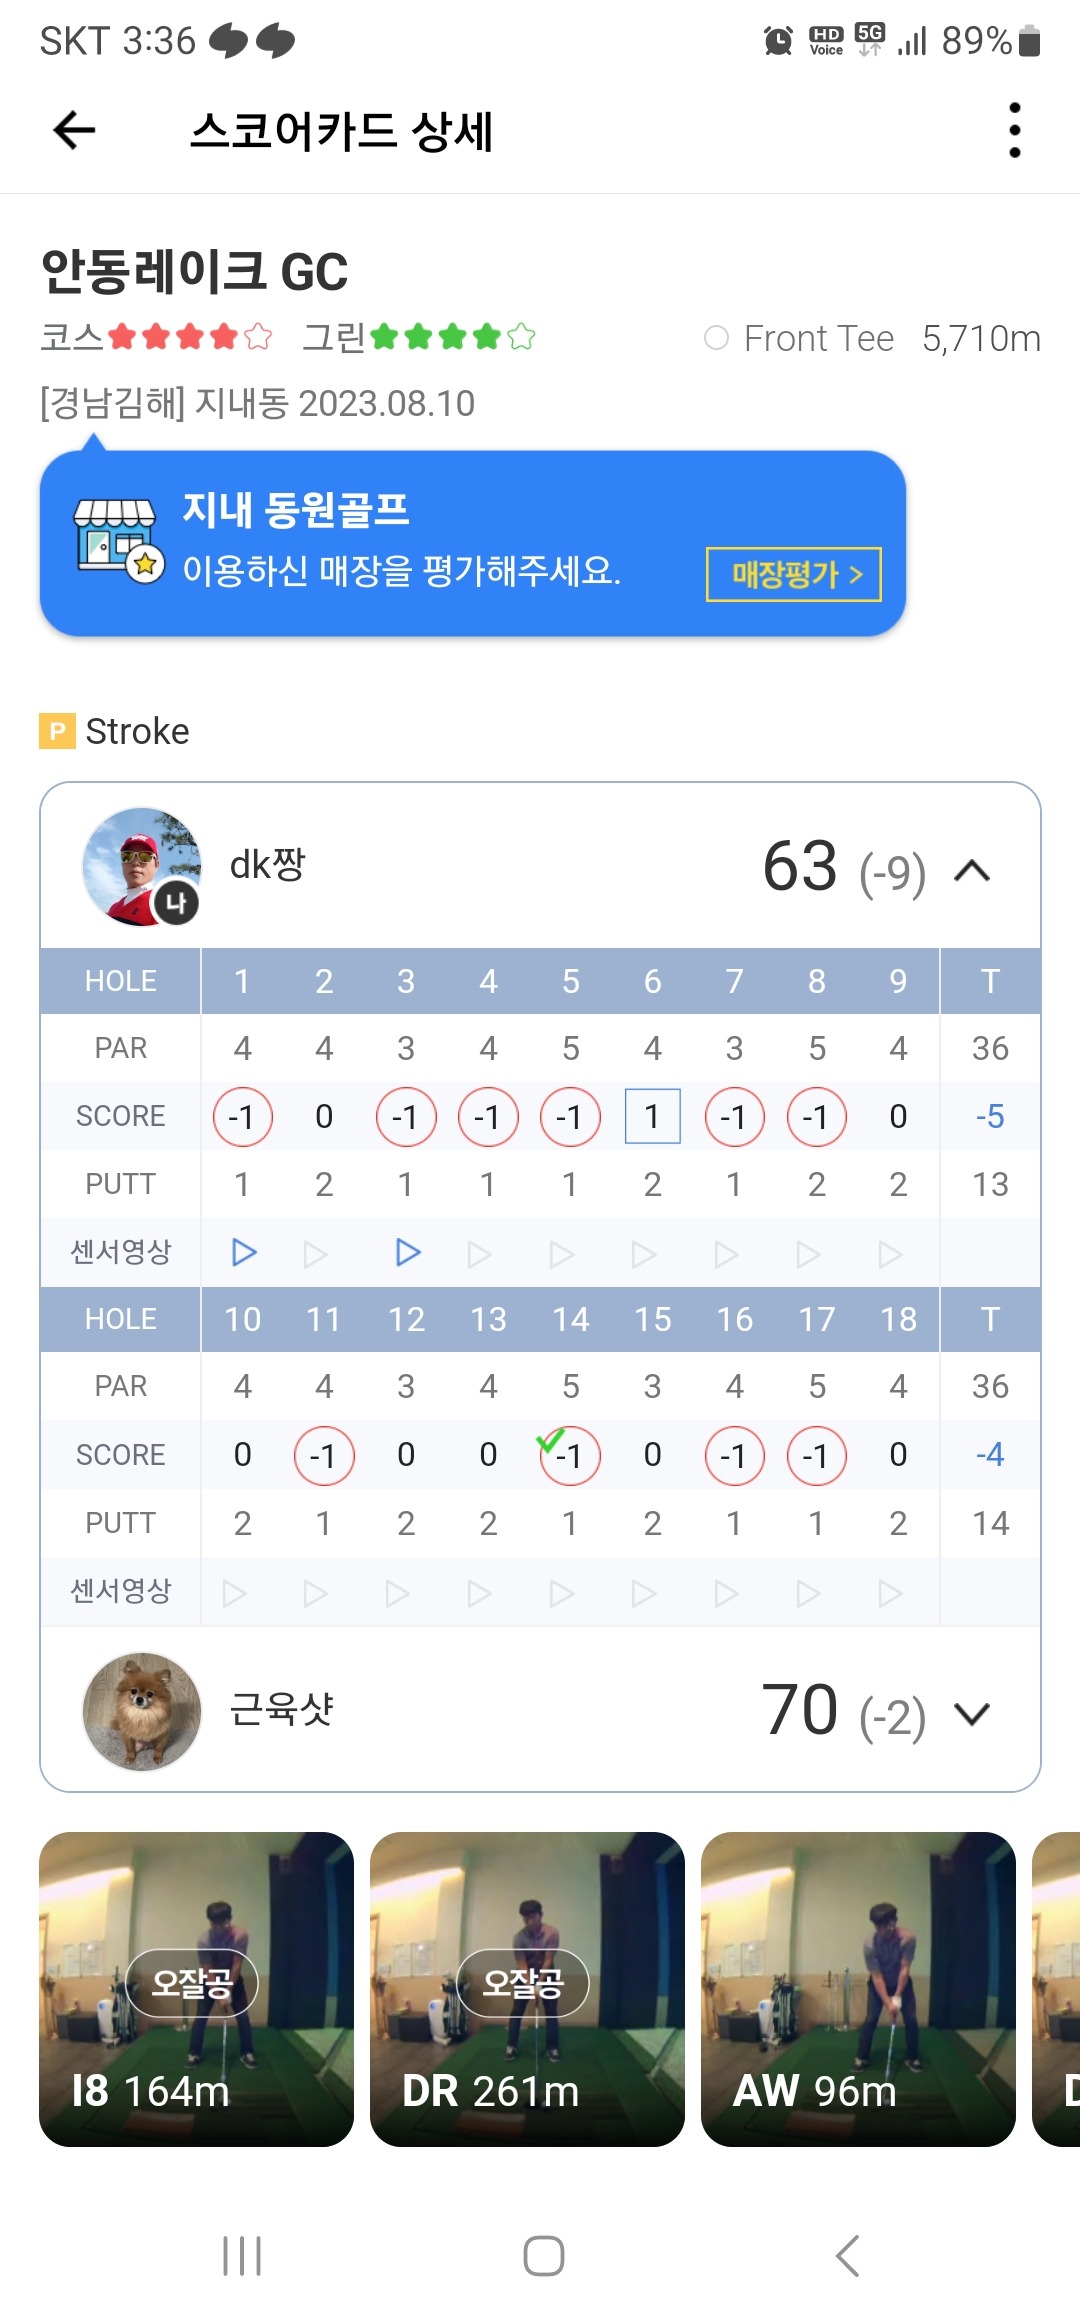 SKT 3:36 HD Voice 5G 89%
스코어카드 상세
안동레이크 GC
코스 그린 Front Tee 5,710m
[경남김해] 지내동 2023.08.10
지내 동원골프
이용하신 매장을 평가해주세요. 매장평가 >
P Stroke
dk짱 63 (-9)
나
HOLE 1 2 3 4 5 6 7 8 9 T
PAR 4 4 3 4 5 4 3 5 4 36
SCORE -1 0 -1 -1 -1 1 -1 -1 0 -5
PUTT 1 2 1 1 1 2 1 2 2 13
센서영상
HOLE 10 11 12 13 14 15 16 17 18 T
PAR 4 4 3 4 5 3 4 5 4 36
SCORE 0 -1 0 0 -1 0 -1 -1 0 -4
PUTT 2 1 2 2 1 2 1 1 2 14
센서영상
근육샷 70 (-2)
오잘공 오잘공
I8 164m DR 261m AW 96m